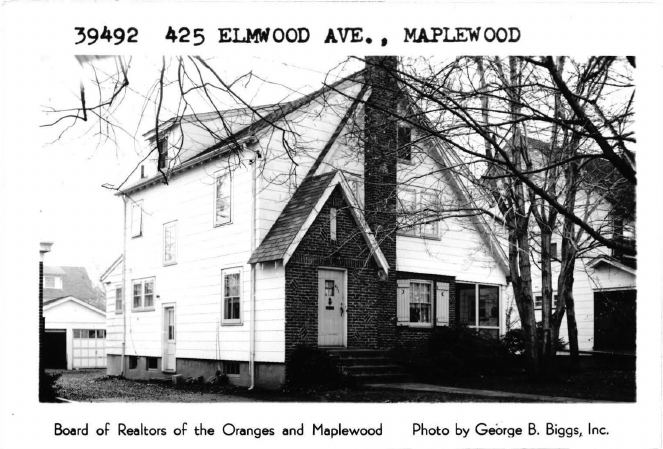 39492 425 ELMWOOD AVE., MAPLEWOOD
Board of Realtors of the Oranges and Maplewood Photo by George B. Biggs, Inc.